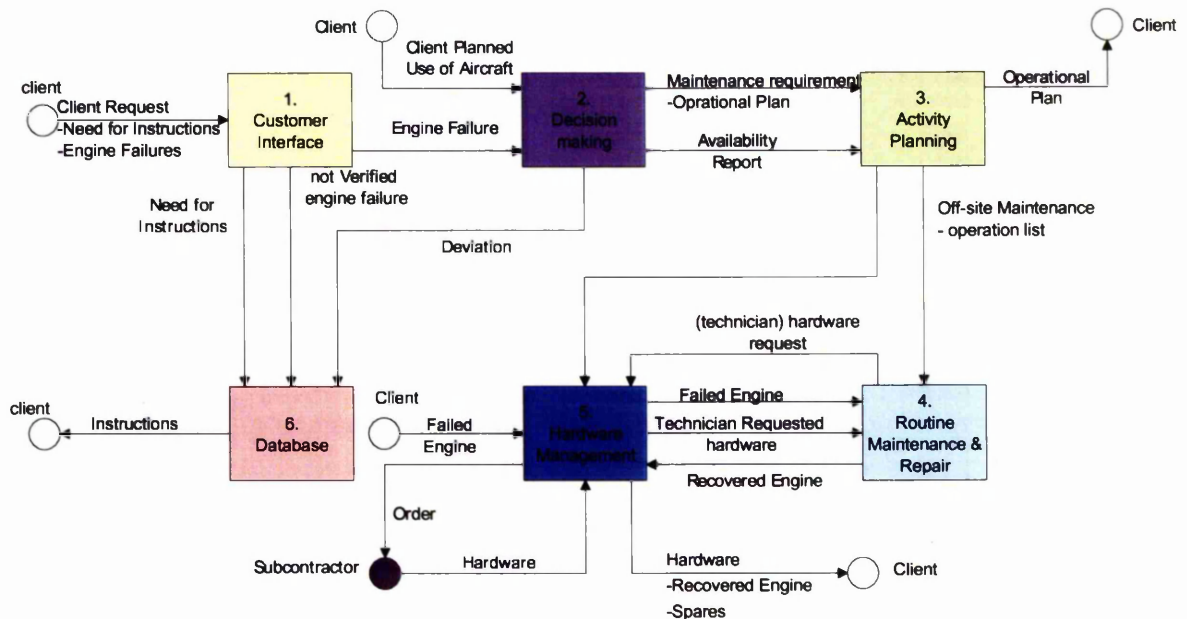 Client
Client
Client Planned
Use of Aircraft
client
Client Request
-Need for Instructions
-Engine Failures
1.
Customer
Interface
Engine Failure
2.
Decision
making
Maintenance requirement
-Oprational Plan
Availability
Report
3.
Activity
Planning
Operational
Plan
not Verified
engine failure
Need for
Instructions
Deviation
Off-site Maintenance
- operation list
(technician) hardware
request
client
Instructions
6.
Database
Client
Failed
Engine
5.
Hardware
Management
Failed Engine
Technician Requested
hardware
Recovered Engine
4.
Routine
Maintenance &
Repair
Order
Subcontractor
Hardware
Hardware
-Recovered Engine
-Spares
Client